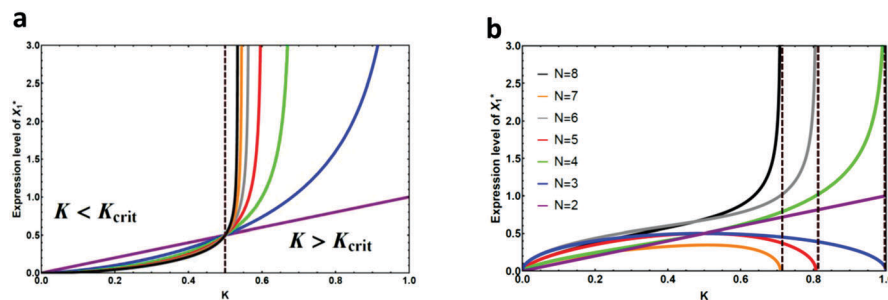 a
Expression level of X₁*
3.0
2.5
2.0
1.5
1.0
0.5
0.0
K < K_crit
K > K_crit
0.0 0.2 0.4 0.6 0.8 1.0
K
b
Expression level of X₁*
3.0
2.5
2.0
1.5
1.0
0.5
0.0
N=8
N=7
N=6
N=5
N=4
N=3
N=2
0.0 0.2 0.4 0.6 0.8 1.0
K